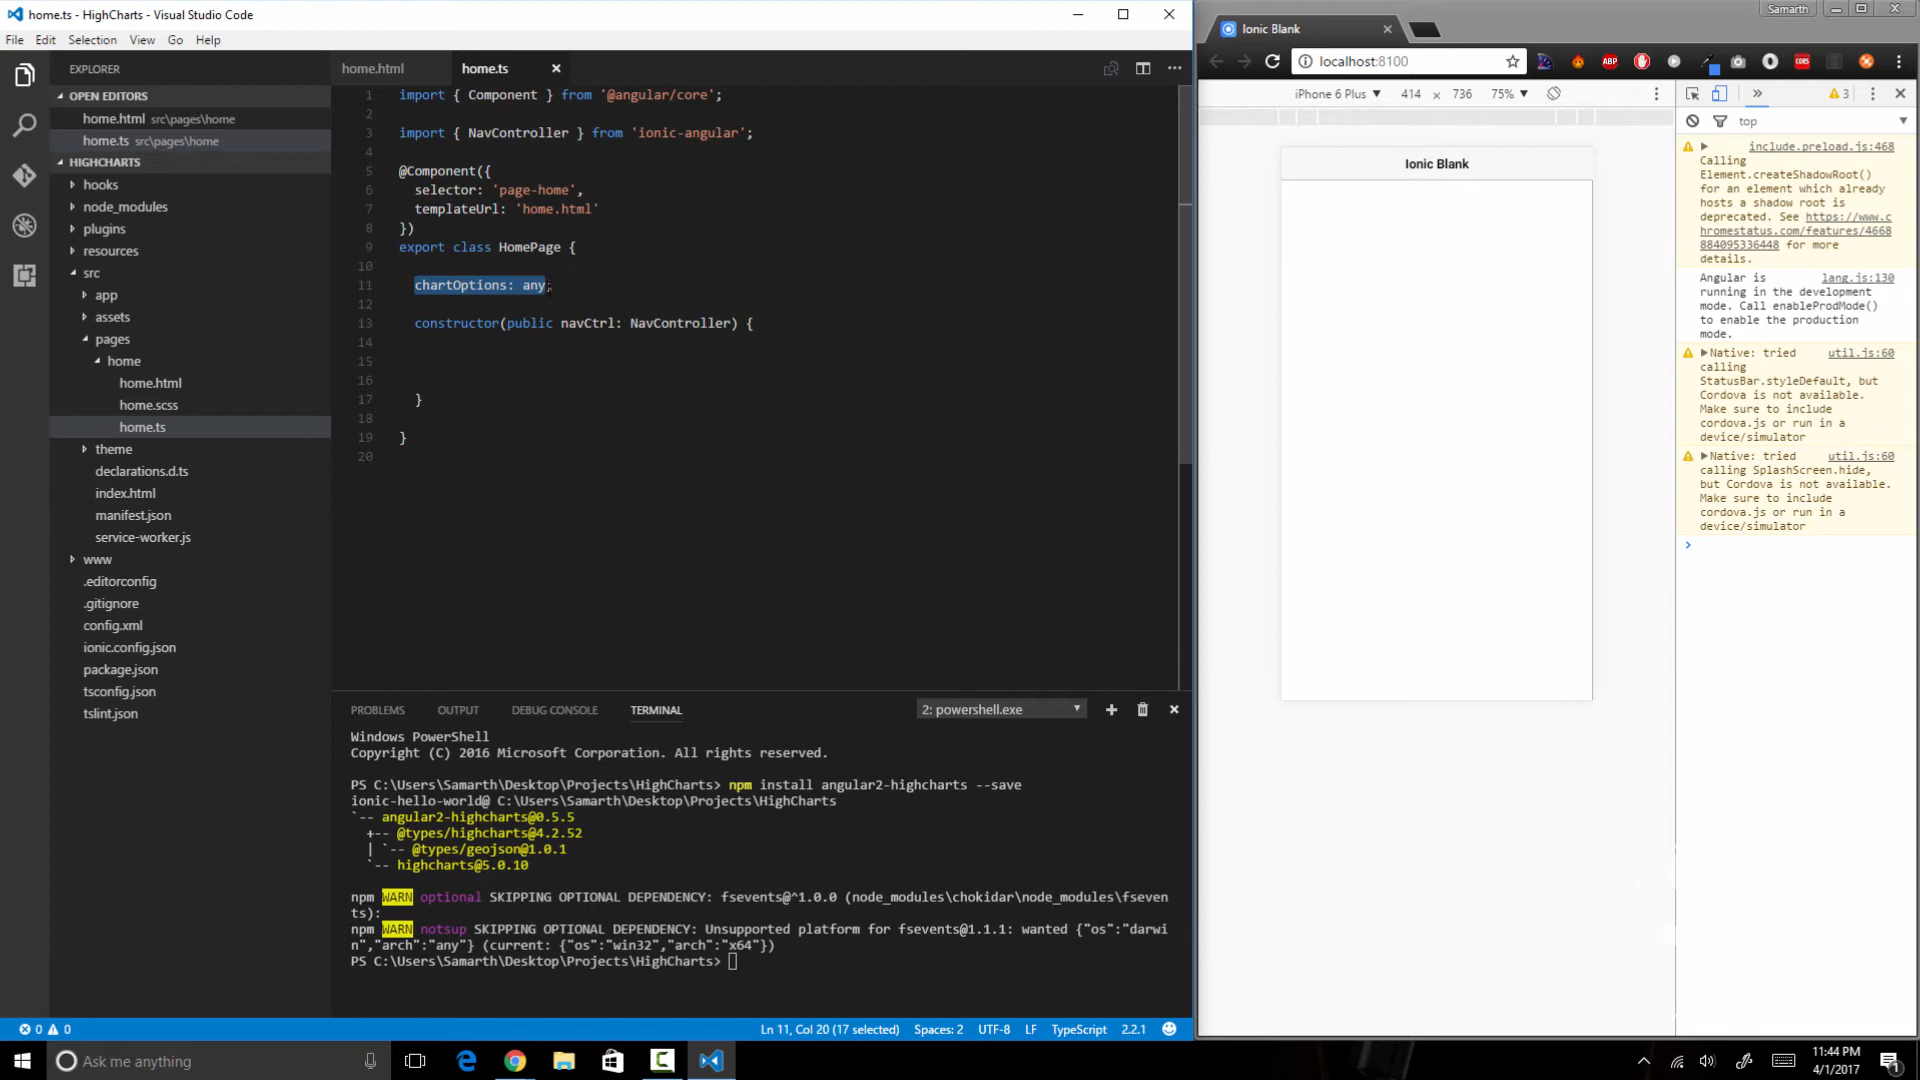 home.ts - HighCharts - Visual Studio Code
File Edit Selection View Go Help
EXPLORER
OPEN EDITORS
home.html src\pages\home
home.ts src\pages\home
HIGHCHARTS
hooks
node_modules
plugins
resources
src
app
assets
pages
home
home.html
home.scss
home.ts
theme
declarations.d.ts
index.html
manifest.json
service-worker.js
www
.editorconfig
.gitignore
config.xml
ionic.config.json
package.json
tsconfig.json
tslint.json
home.html home.ts
1 import { Component } from '@angular/core';
2
3 import { NavController } from 'ionic-angular';
4
5 @Component({
6 selector: 'page-home',
7 templateUrl: 'home.html'
8 })
9 export class HomePage {
10
11 chartOptions: any;
12
13 constructor(public navCtrl: NavController) {
14
15
16
17 }
18
19 }
20
PROBLEMS OUTPUT DEBUG CONSOLE TERMINAL 2: powershell.exe
Windows PowerShell
Copyright (C) 2016 Microsoft Corporation. All rights reserved.
PS C:\Users\Samarth\Desktop\Projects\HighCharts> npm install angular2-highcharts --save
ionic-hello-world@ C:\Users\Samarth\Desktop\Projects\HighCharts
`-- angular2-highcharts@0.5.5
+-- @types/highcharts@4.2.52
| `-- @types/geojson@1.0.1
`-- highcharts@5.0.10
npm WARN optional SKIPPING OPTIONAL DEPENDENCY: fsevents@^1.0.0 (node_modules\chokidar\node_modules\fseven
ts):
npm WARN notsup SKIPPING OPTIONAL DEPENDENCY: Unsupported platform for fsevents@1.1.1: wanted {"os":"darwi
n","arch":"any"} (current: {"os":"win32","arch":"x64"})
PS C:\Users\Samarth\Desktop\Projects\HighCharts>
0 0 Ln 11, Col 20 (17 selected) Spaces: 2 UTF-8 LF TypeScript 2.2.1
Samarth
Ionic Blank
localhost:8100
ABP CORS
iPhone 6 Plus 414 × 736 75%
3
top
Ionic Blank
include.preload.js:468
Calling
Element.createShadowRoot()
for an element which already
hosts a shadow root is
deprecated. See https://www.c
hromestatus.com/features/4668
884095336448 for more
details.
Angular is lang.js:130
running in the development
mode. Call enableProdMode()
to enable the production
mode.
Native: tried util.js:60
calling
StatusBar.styleDefault, but
Cordova is not available.
Make sure to include
cordova.js or run in a
device/simulator
Native: tried util.js:60
calling SplashScreen.hide,
but Cordova is not available.
Make sure to include
cordova.js or run in a
device/simulator
Ask me anything
11:44 PM
4/1/2017
1